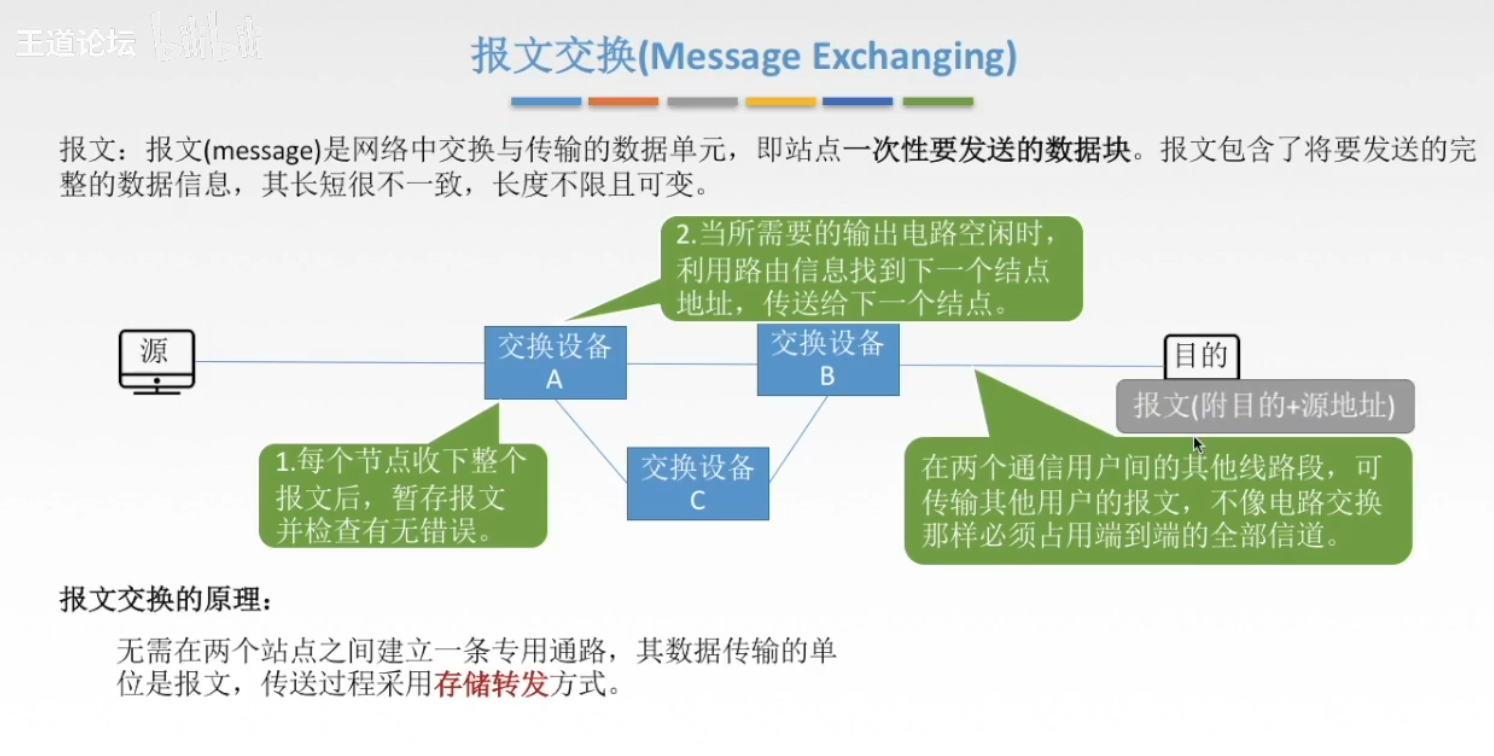 王道论坛 bilibili
报文交换(Message Exchanging)
报文：报文(message)是网络中交换与传输的数据单元，即站点一次性要发送的数据块。报文包含了将要发送的完
整的数据信息，其长短很不一致，长度不限且可变。
2.当所需要的输出电路空闲时，
利用路由信息找到下一个结点
地址，传送给下一个结点。
源
交换设备
A
交换设备
B
目的
报文(附目的+源地址)
1.每个节点收下整个
报文后，暂存报文
并检查有无错误。
交换设备
C
在两个通信用户间的其他线路段，可
传输其他用户的报文，不像电路交换
那样必须占用端到端的全部信道。
报文交换的原理：
无需在两个站点之间建立一条专用通路，其数据传输的单
位是报文，传送过程采用存储转发方式。